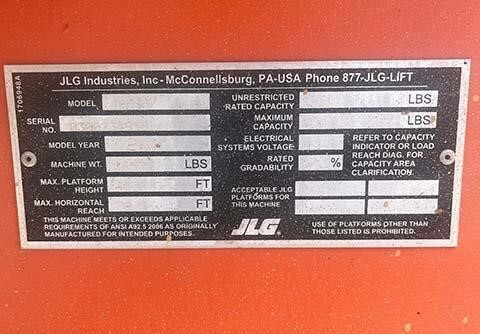 JLG Industries, Inc - McConnellsburg, PA-USA Phone 877-JLG-LIFT
1706948A
MODEL
SERIAL NO.
MODEL YEAR
MACHINE WT. LBS
MAX. PLATFORM HEIGHT FT
MAX. HORIZONTAL REACH FT
THIS MACHINE MEETS OR EXCEEDS APPLICABLE
REQUIREMENTS OF ANSI A92.5 2006 AS ORIGINALLY
MANUFACTURED FOR INTENDED PURPOSES.
UNRESTRICTED RATED CAPACITY LBS
MAXIMUM CAPACITY LBS
ELECTRICAL SYSTEMS VOLTAGE
RATED GRADABILITY %
REFER TO CAPACITY
INDICATOR OR LOAD
REACH DIAG. FOR
CAPACITY AREA
CLARIFICATION.
ACCEPTABLE JLG
PLATFORMS FOR
THIS MACHINE
JLG
USE OF PLATFORMS OTHER THAN
THOSE LISTED IS PROHIBITED.